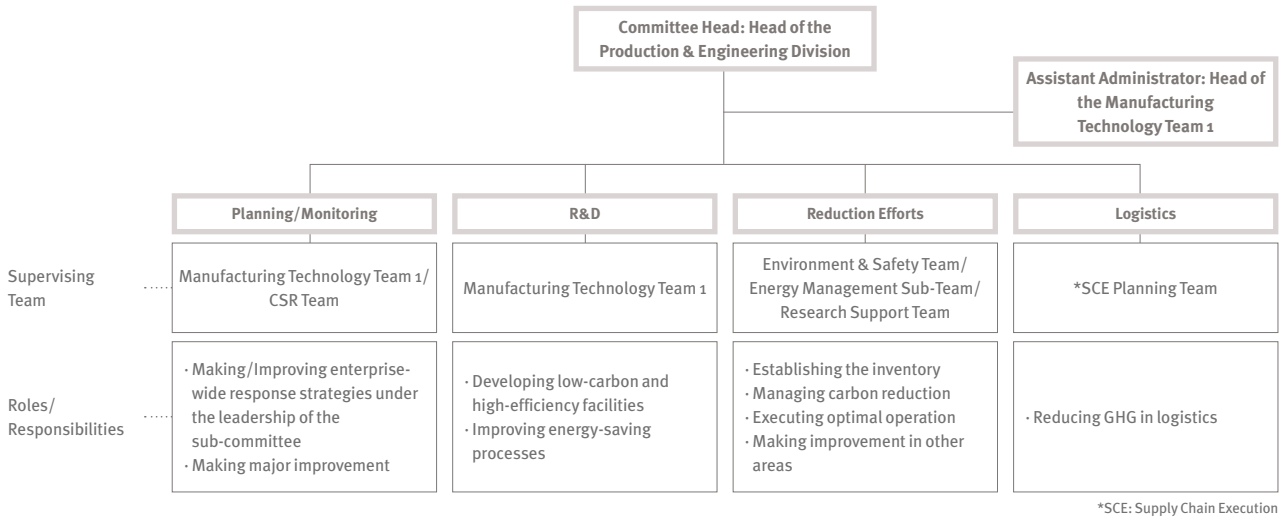 Committee Head: Head of the
Production & Engineering Division
Assistant Administrator: Head of
the Manufacturing
Technology Team 1
Planning/Monitoring
R&D
Reduction Efforts
Logistics
Supervising
Team
Manufacturing Technology Team 1/
CSR Team
Manufacturing Technology Team 1
Environment & Safety Team/
Energy Management Sub-Team/
Research Support Team
*SCE Planning Team
Roles/
Responsibilities
· Making/Improving enterprise-
wide response strategies under
the leadership of the
sub-committee
· Making major improvement
· Developing low-carbon and
high-efficiency facilities
· Improving energy-saving
processes
· Establishing the inventory
· Managing carbon reduction
· Executing optimal operation
· Making improvement in other
areas
· Reducing GHG in logistics
*SCE: Supply Chain Execution